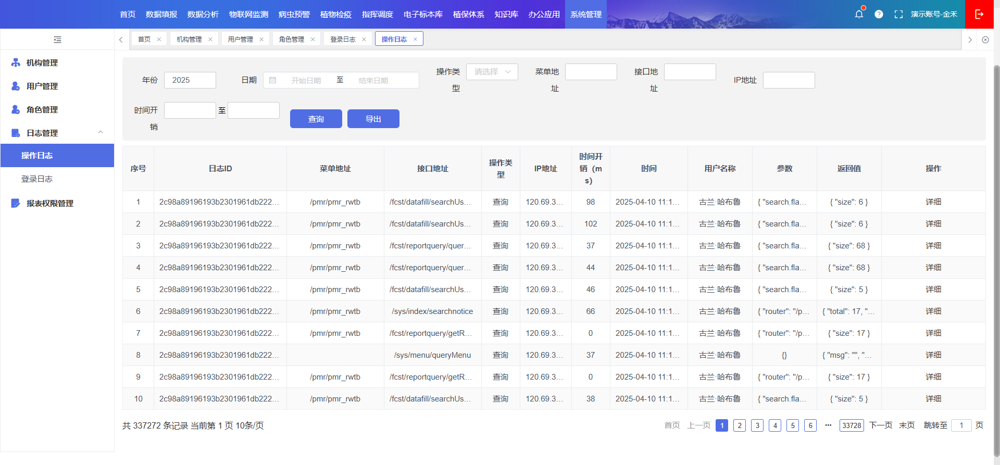 首页 数据填报 数据分析 物联网监测 病虫预警 植物检疫 指挥调度 电子标本库 植保体系 知识库 办公应用 系统管理 演示账号-金禾
首页 机构管理 用户管理 角色管理 登录日志 操作日志
机构管理
用户管理
角色管理
日志管理
操作日志
登录日志
报表权限管理
年份 2025 日期 开始日期 至 结束日期 操作类型 请选择 菜单地址 接口地址 IP地址
时间开销 至 查询 导出
序号 日志ID 菜单地址 接口地址 操作类型 IP地址 时间开销（ms） 时间 用户名称 参数 返回值 操作
1 2c98a89196193b2301961db222... /pmr/pmr_rwtb /fcst/datafill/searchUs... 查询 120.69.3... 98 2025-04-10 11:1... 古兰·哈布鲁 { "search.fla... { "size": 6 } 详细
2 2c98a89196193b2301961db222... /pmr/pmr_rwtb /fcst/datafill/searchUs... 查询 120.69.3... 102 2025-04-10 11:1... 古兰·哈布鲁 { "search.fla... { "size": 6 } 详细
3 2c98a89196193b2301961db222... /pmr/pmr_rwtb /fcst/reportquery/quer... 查询 120.69.3... 37 2025-04-10 11:1... 古兰·哈布鲁 { "search.fla... { "size": 68 } 详细
4 2c98a89196193b2301961db222... /pmr/pmr_rwtb /fcst/reportquery/quer... 查询 120.69.3... 44 2025-04-10 11:1... 古兰·哈布鲁 { "search.fla... { "size": 68 } 详细
5 2c98a89196193b2301961db222... /pmr/pmr_rwtb /fcst/datafill/searchUs... 查询 120.69.3... 46 2025-04-10 11:1... 古兰·哈布鲁 { "search.fla... { "size": 5 } 详细
6 2c98a89196193b2301961db222... /pmr/pmr_rwtb /sys/index/searchnotice 查询 120.69.3... 66 2025-04-10 11:1... 古兰·哈布鲁 { "router": "/p... { "total": 17, "... 详细
7 2c98a89196193b2301961db222... /pmr/pmr_rwtb /fcst/reportquery/getR... 查询 120.69.3... 0 2025-04-10 11:1... 古兰·哈布鲁 { "router": "/p... { "size": 17 } 详细
8 2c98a89196193b2301961db222... /sys/menu/queryMenu 查询 120.69.3... 37 2025-04-10 11:1... 古兰·哈布鲁 {} { "msg": "", "... 详细
9 2c98a89196193b2301961db222... /pmr/pmr_rwtb /fcst/reportquery/getR... 查询 120.69.3... 0 2025-04-10 11:1... 古兰·哈布鲁 { "router": "/p... { "size": 17 } 详细
10 2c98a89196193b2301961db222... /pmr/pmr_rwtb /fcst/datafill/searchUs... 查询 120.69.3... 38 2025-04-10 11:1... 古兰·哈布鲁 { "search.fla... { "size": 5 } 详细
共 337272 条记录 当前第 1 页 10条/页 首页 上一页 1 2 3 4 5 6 ··· 33728 下一页 末页 跳转至 1 页